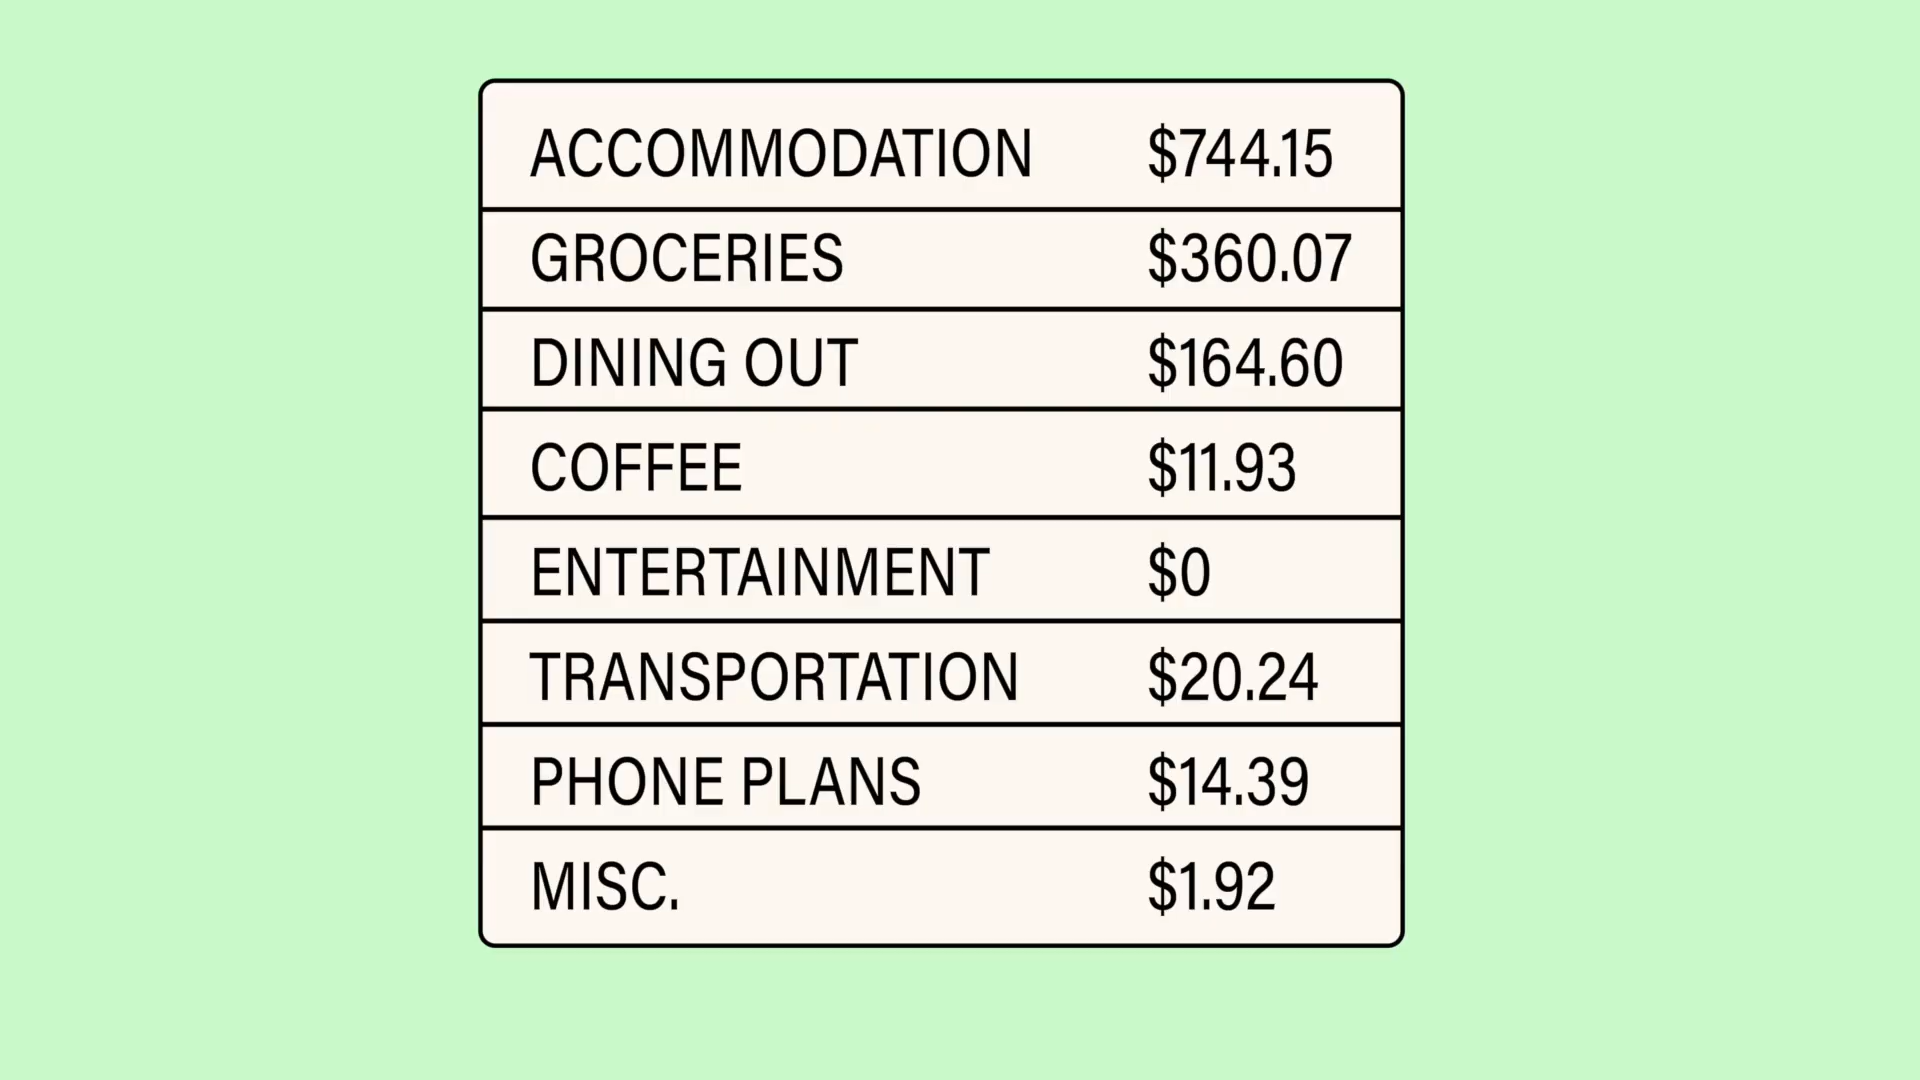 ACCOMMODATION $744.15
GROCERIES $360.07
DINING OUT $164.60
COFFEE $11.93
ENTERTAINMENT $0
TRANSPORTATION $20.24
PHONE PLANS $14.39
MISC. $1.92